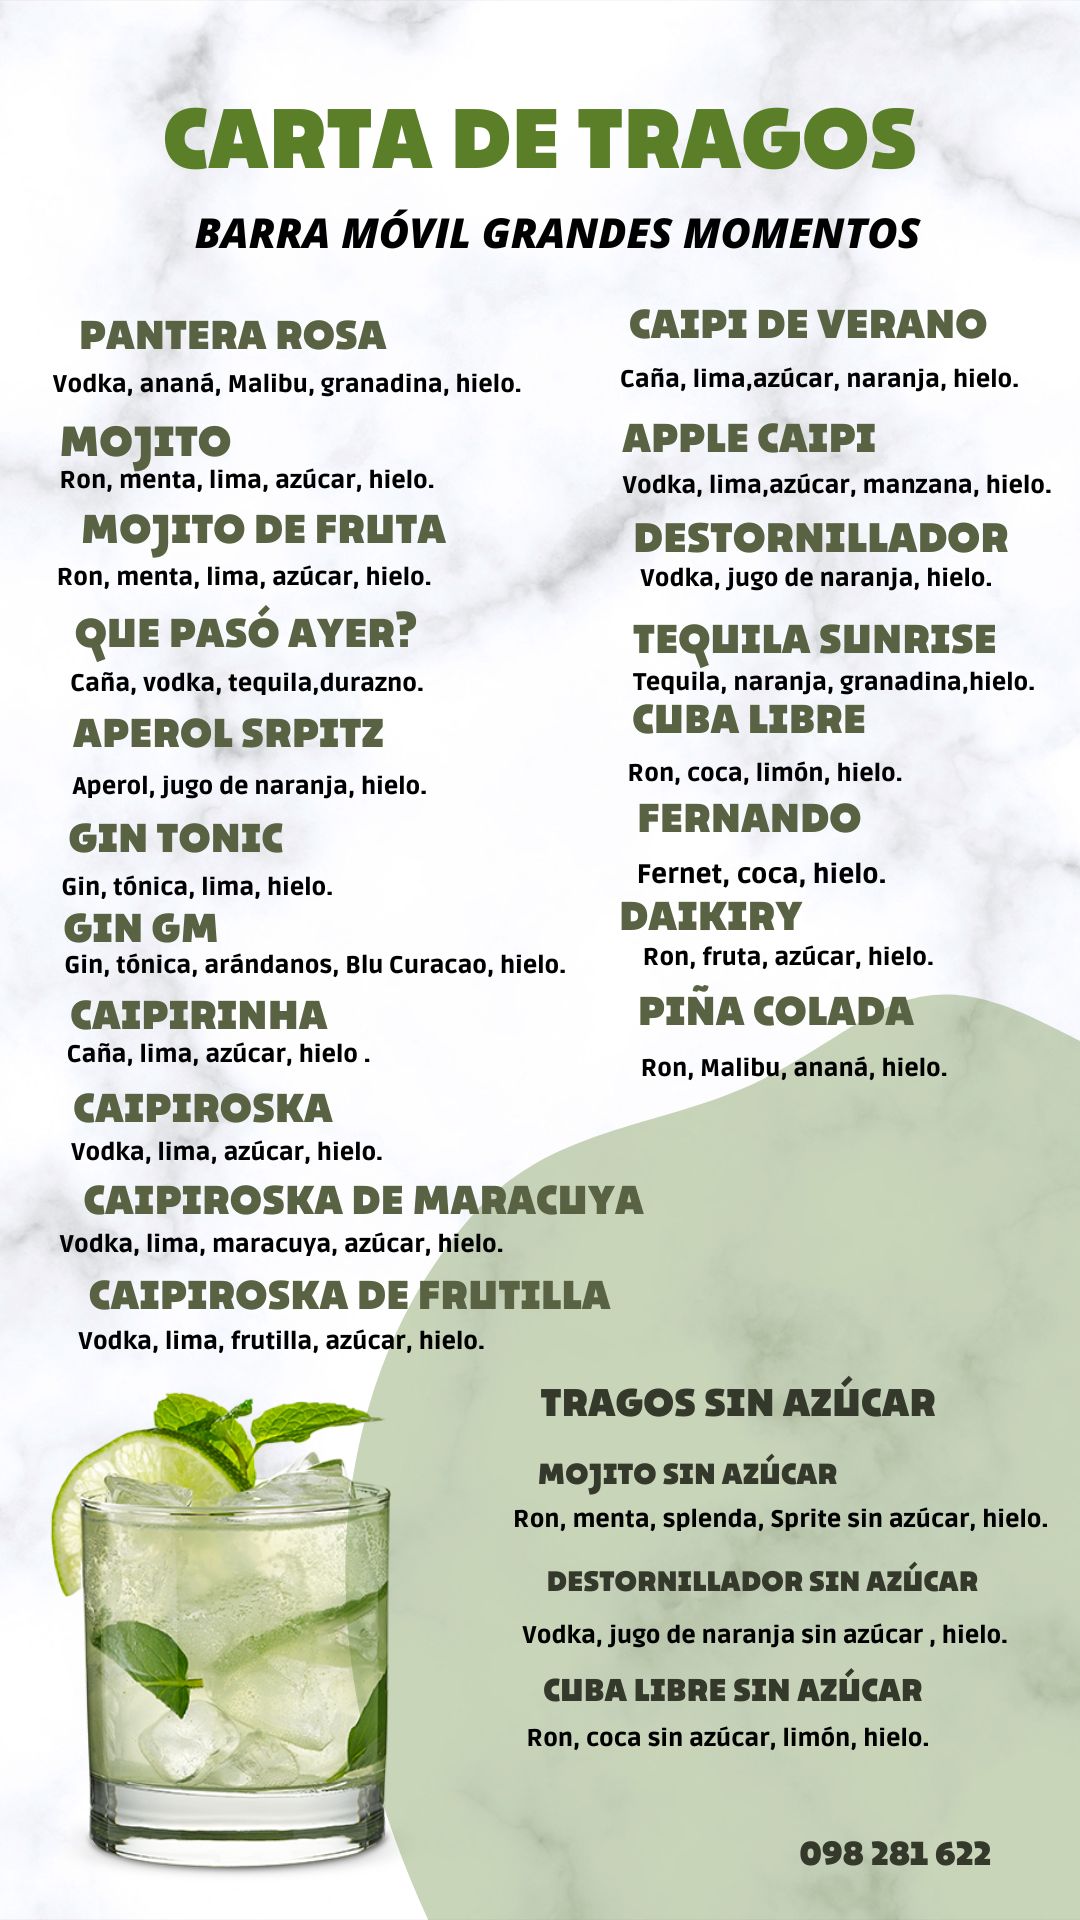 CARTA DE TRAGOS
BARRA MÓVIL GRANDES MOMENTOS
PANTERA ROSA
Vodka, ananá, Malibu, granadina, hielo.
MOJITO
Ron, menta, lima, azúcar, hielo.
MOJITO DE FRUTA
Ron, menta, lima, azúcar, hielo.
QUE PASÓ AYER?
Caña, vodka, tequila,durazno.
APEROL SRPITZ
Aperol, jugo de naranja, hielo.
GIN TONIC
Gin, tónica, lima, hielo.
GIN GM
Gin, tónica, arándanos, Blu Curacao, hielo.
CAIPIRINHA
Caña, lima, azúcar, hielo .
CAIPIROSKA
Vodka, lima, azúcar, hielo.
CAIPIROSKA DE MARACUYA
Vodka, lima, maracuya, azúcar, hielo.
CAIPIROSKA DE FRUTILLA
Vodka, lima, frutilla, azúcar, hielo.
CAIPI DE VERANO
Caña, lima,azúcar, naranja, hielo.
APPLE CAIPI
Vodka, lima,azúcar, manzana, hielo.
DESTORNILLADOR
Vodka, jugo de naranja, hielo.
TEQUILA SUNRISE
Tequila, naranja, granadina,hielo.
CUBA LIBRE
Ron, coca, limón, hielo.
FERNANDO
Fernet, coca, hielo.
DAIKIRY
Ron, fruta, azúcar, hielo.
PIÑA COLADA
Ron, Malibu, ananá, hielo.
TRAGOS SIN AZÚCAR
MOJITO SIN AZÚCAR
Ron, menta, splenda, Sprite sin azúcar, hielo.
DESTORNILLADOR SIN AZÚCAR
Vodka, jugo de naranja sin azúcar , hielo.
CUBA LIBRE SIN AZÚCAR
Ron, coca sin azúcar, limón, hielo.
098 281 622